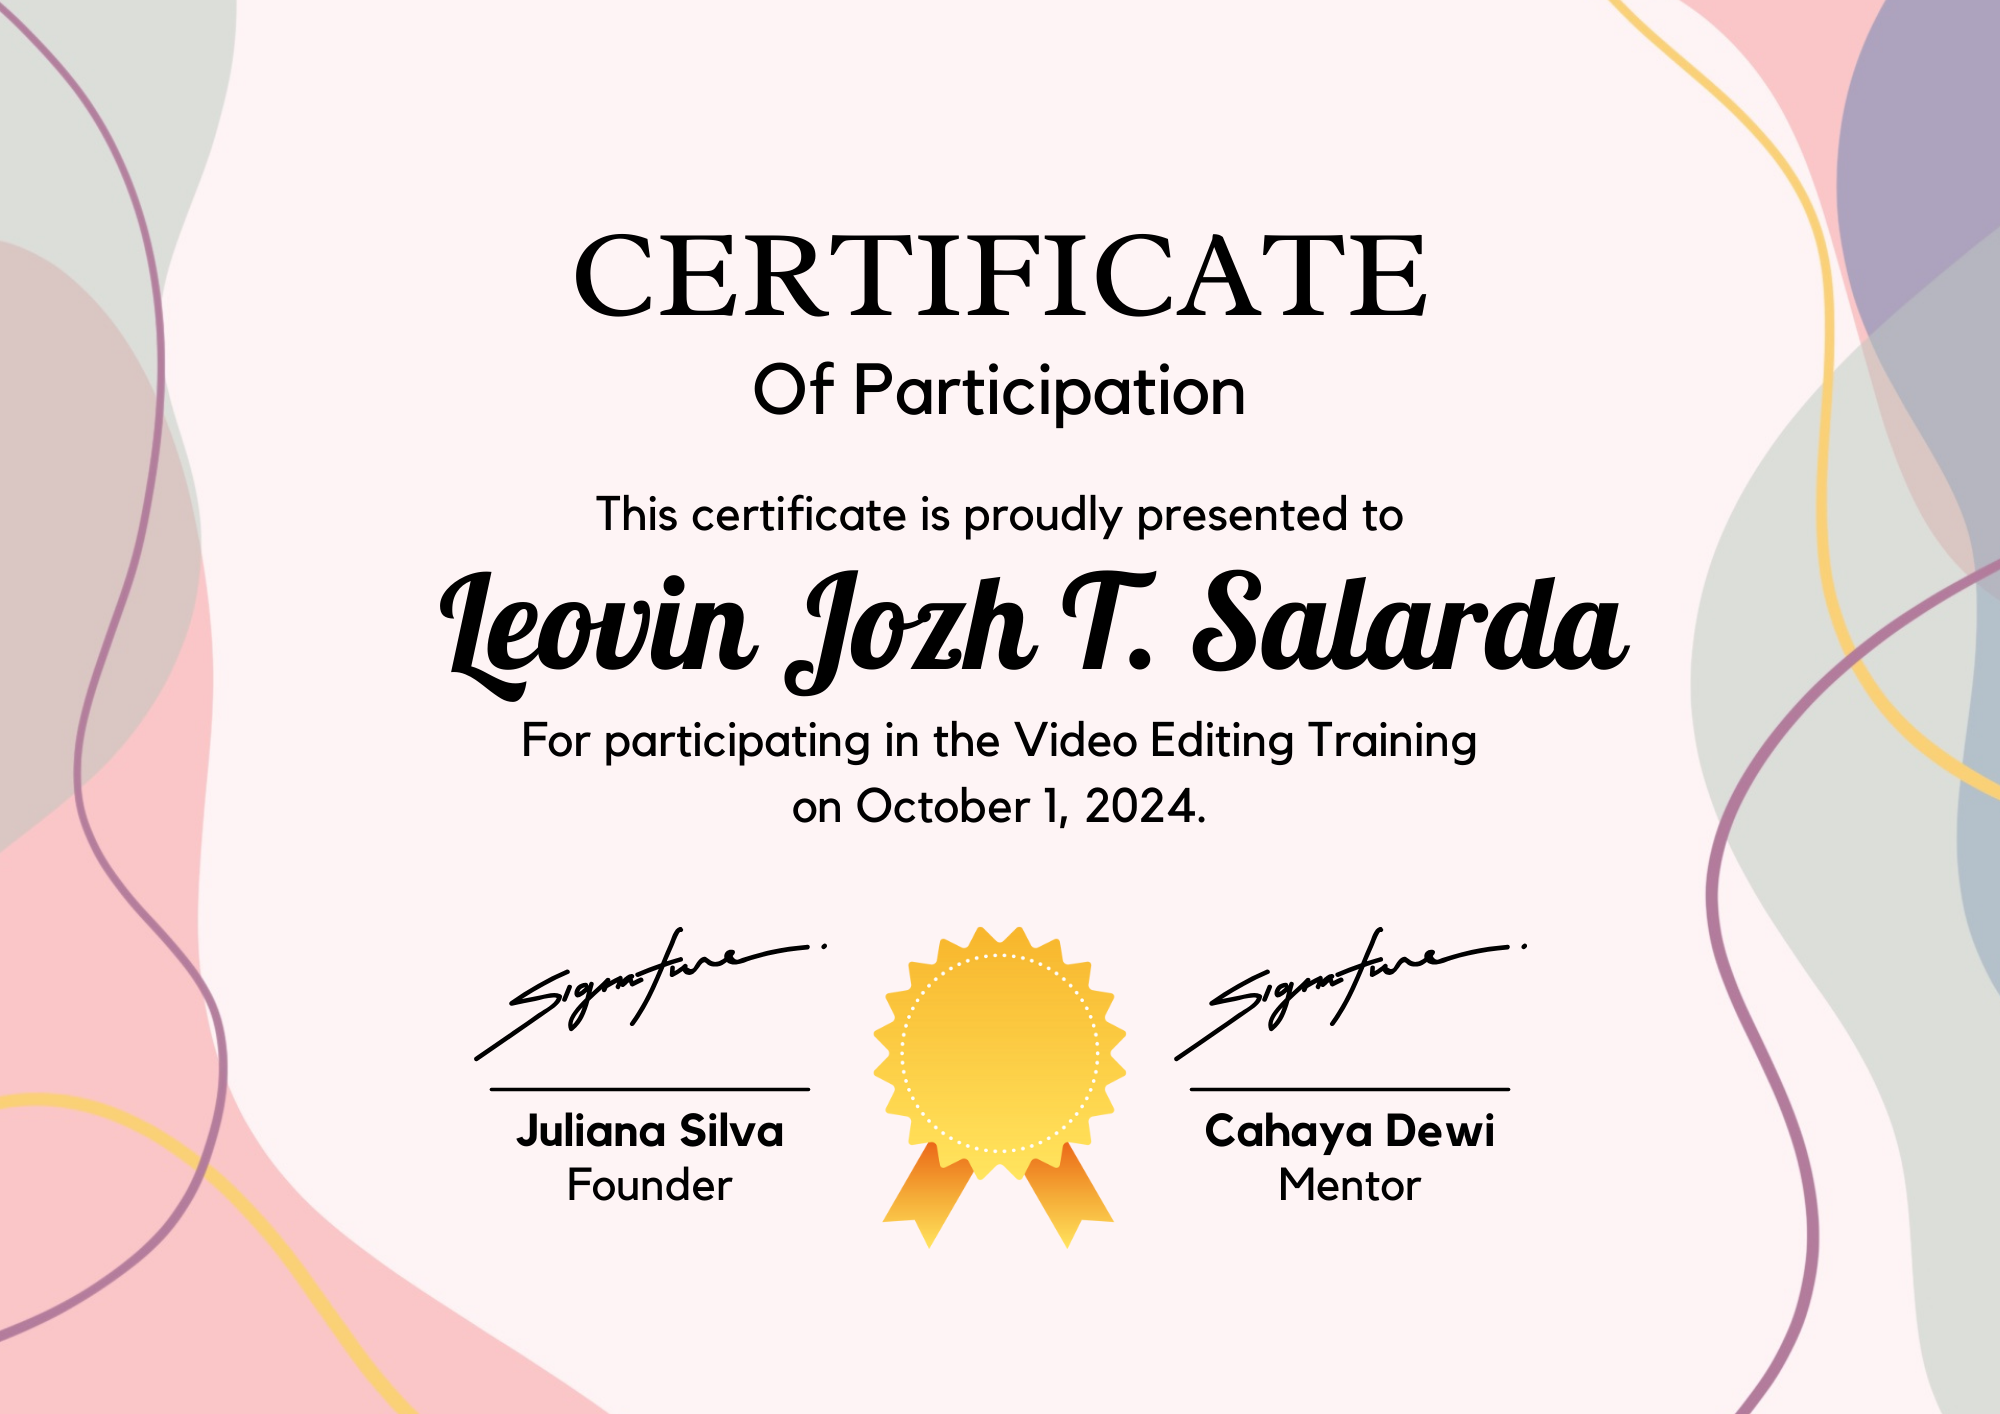 CERTIFICATE
Of Participation
This certificate is proudly presented to
Leovin Jozh T. Salarda
For participating in the Video Editing Training
on October 1, 2024.
Signature Signature
Juliana Silva Cahaya Dewi
Founder Mentor